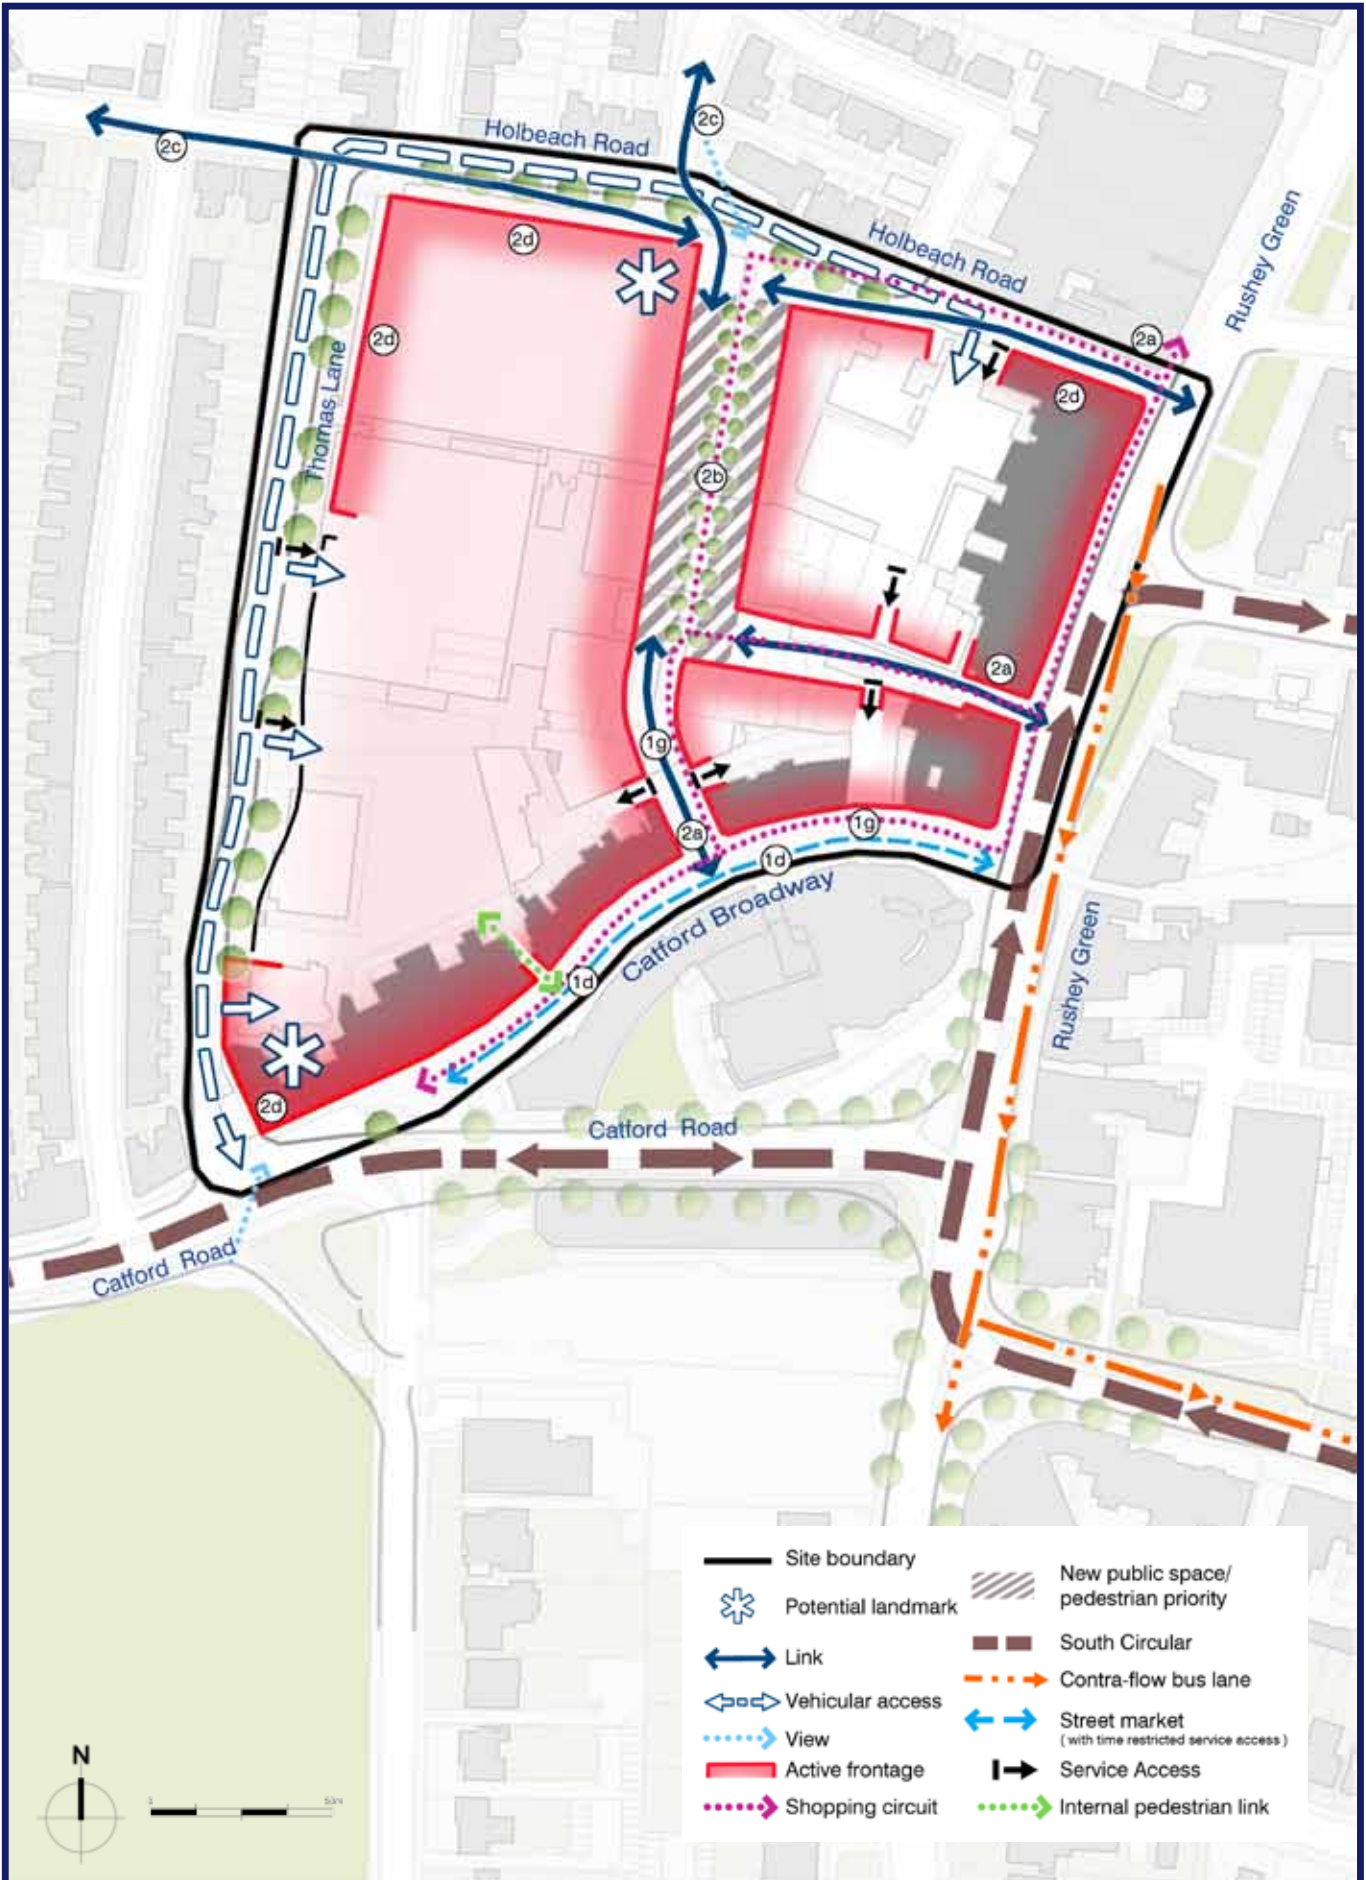 2c
2c
Holbeach Road
Holbeach Road
Rushey Green
2d
2a
2d
Thomas Lane
2d
2b
2a
1g
2a
1g
1d
Catford Broadway
1d
Rushey Green
2d
Catford Road
Catford Road
N
50m
Site boundary
Potential landmark
Link
Vehicular access
View
Active frontage
Shopping circuit
New public space/
pedestrian priority
South Circular
Contra-flow bus lane
Street market
( with time restricted service access )
Service Access
Internal pedestrian link